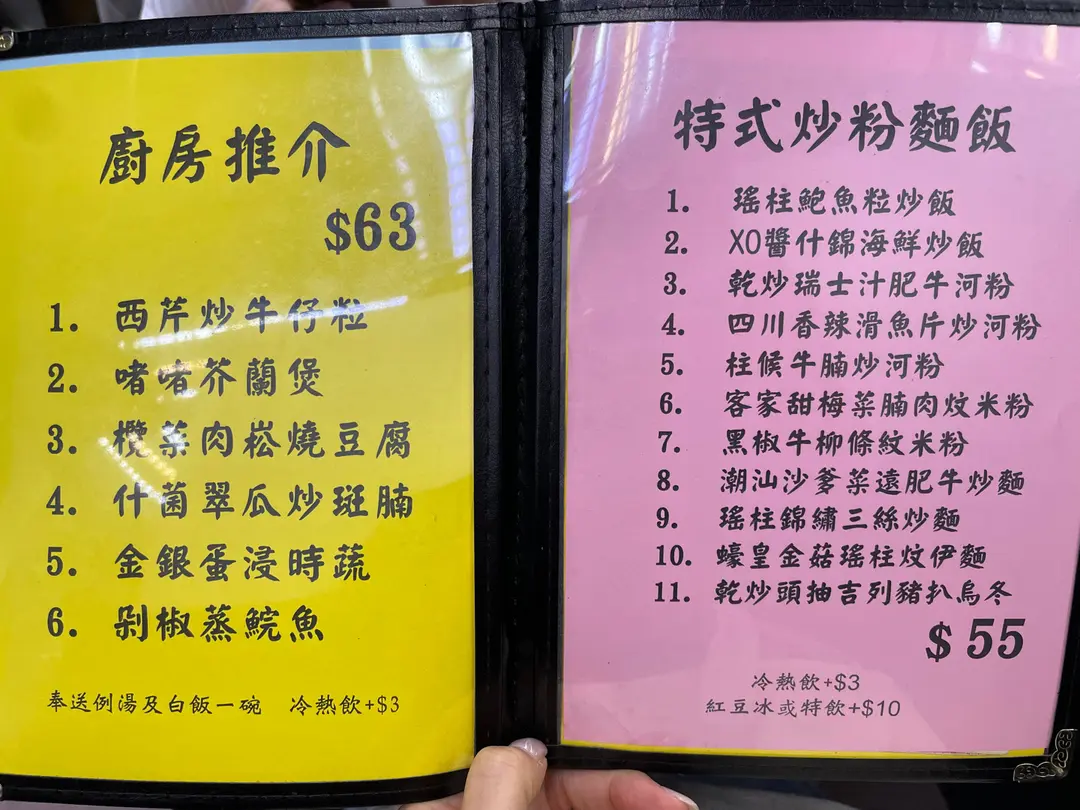 廚房推介
$63
1. 西芹炒牛仔粒
2. 啫啫芥蘭煲
3. 欖菜肉崧燒豆腐
4. 什菌翠瓜炒斑腩
5. 金銀蛋浸時蔬
6. 剁椒蒸鯇魚
奉送例湯及白飯一碗 冷熱飲+$3
特式炒粉麵飯
1. 瑤柱鮑魚粒炒飯
2. XO醬什錦海鮮炒飯
3. 乾炒瑞士汁肥牛河粉
4. 四川香辣滑魚片炒河粉
5. 柱候牛腩炒河粉
6. 客家甜梅菜腩肉炆米粉
7. 黑椒牛柳條紋米粉
8. 潮汕沙爹菜遠肥牛炒麵
9. 瑤柱錦繡三絲炒麵
10. 蠔皇金菇瑤柱炆伊麵
11. 乾炒頭抽吉列豬扒烏冬
$55
冷熱飲+$3
紅豆冰或特飲+$10